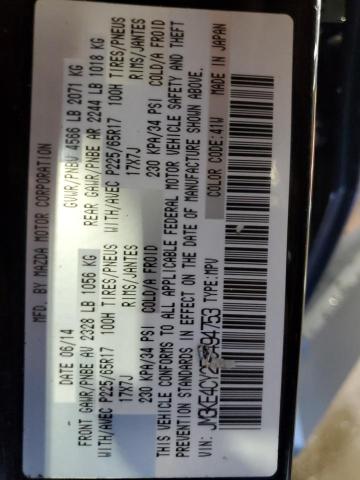 MFD. BY MAZDA MOTOR CORPORATION
DATE 06/14 GVWR/PNBV 4566 LB 2071 KG
FRONT GAWR/PNBE AV 2328 LB 1056 KG REAR GAWR/PNBE AR 2244 LB 1018 KG
WITH/AVEC P225/65R17 100H TIRES/PNEUS WITH/AVEC P225/65R17 100H TIRES/PNEUS
17X7J RIMS/JANTES 17X7J RIMS/JANTES
230 KPA/34 PSI COLD/A FROID 230 KPA/34 PSI COLD/A FROID
THIS VEHICLE CONFORMS TO ALL APPLICABLE FEDERAL MOTOR VEHICLE SAFETY AND THEFT
PREVENTION STANDARDS IN EFFECT ON THE DATE OF MANUFACTURE SHOWN ABOVE.
VIN: TYPE:MPV COLOR CODE: 41W MADE IN JAPAN